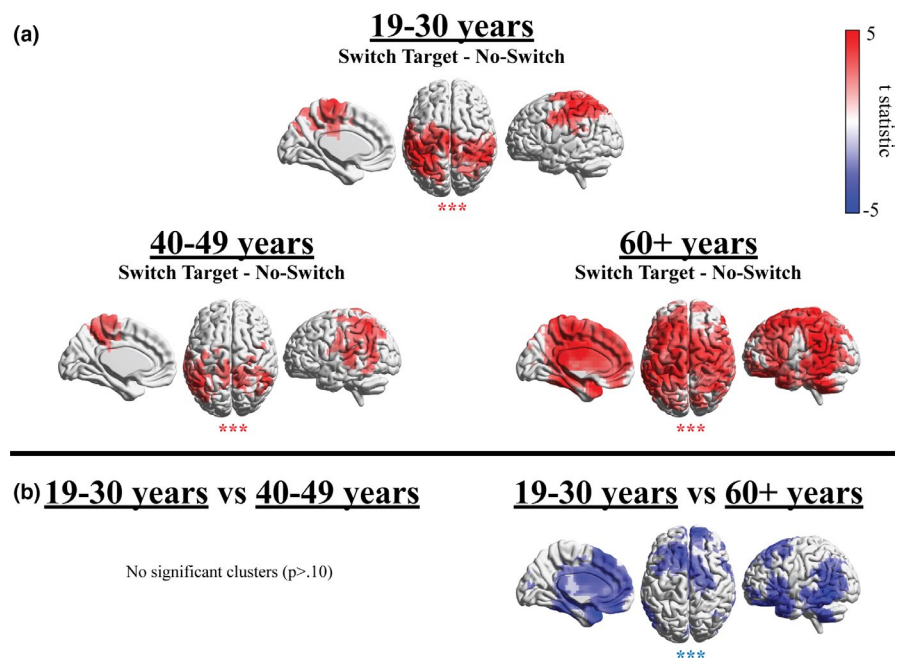 (a)
19-30 years
Switch Target - No-Switch
***
5
t statistic
-5
40-49 years
Switch Target - No-Switch
***
60+ years
Switch Target - No-Switch
***
(b)
19-30 years vs 40-49 years
No significant clusters (p>.10)
19-30 years vs 60+ years
***